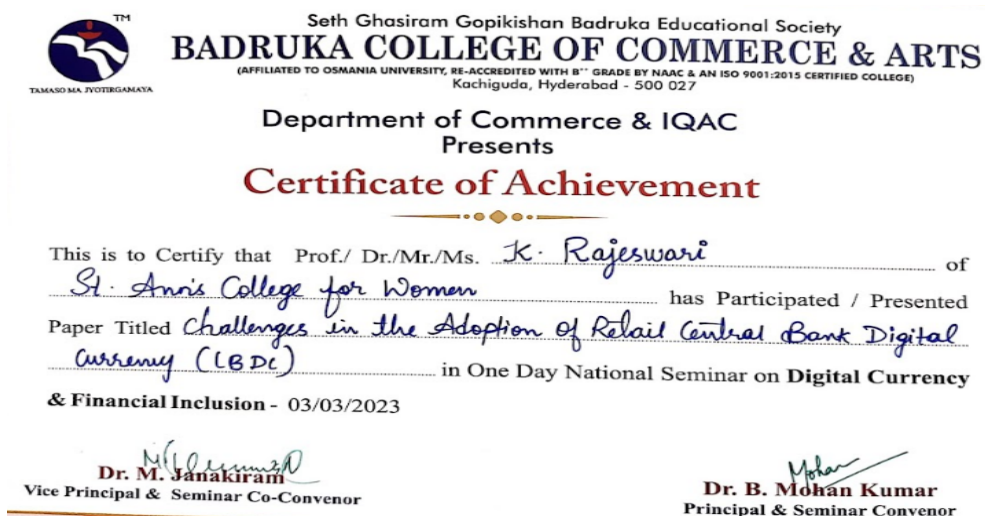 TM
TAMASO MA JYOTIRGAMAYA
Seth Ghasiram Gopikishan Badruka Educational Society
BADRUKA COLLEGE OF COMMERCE & ARTS
(AFFILIATED TO OSMANIA UNIVERSITY, RE-ACCREDITED WITH B++ GRADE BY NAAC & AN ISO 9001:2015 CERTIFIED COLLEGE)
Kachiguda, Hyderabad - 500 027
Department of Commerce & IQAC
Presents
Certificate of Achievement
This is to Certify that Prof./ Dr./Mr./Ms. K. Rajeswari of
St. Ann's College for Women has Participated / Presented
Paper Titled Challenges in the Adoption of Retail Central Bank Digital
Currency (CBDC) in One Day National Seminar on Digital Currency
& Financial Inclusion - 03/03/2023
Mohan
Dr. M. Janakiram
Vice Principal & Seminar Co-Convenor
Dr. B. Mohan Kumar
Principal & Seminar Convenor